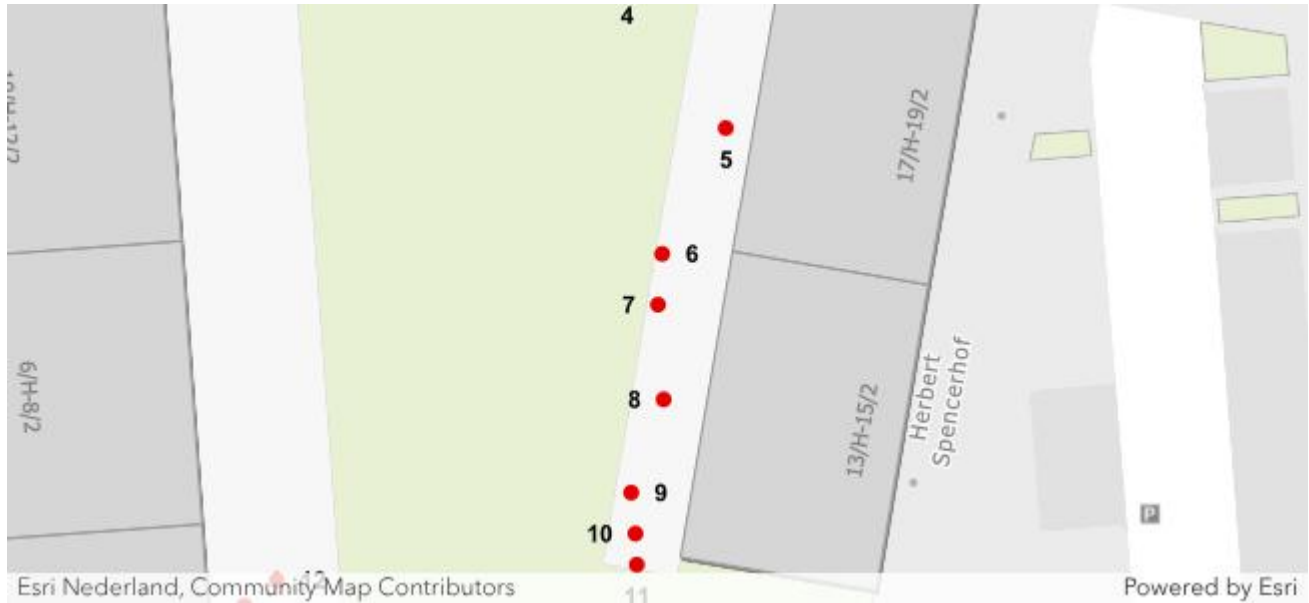 4
5
17/H-19/2
6
7
6/H-8/2
8
13/H-15/2
Herbert
Spencerhof
9
P
10
12
11
Esri Nederland, Community Map Contributors
Powered by Esri